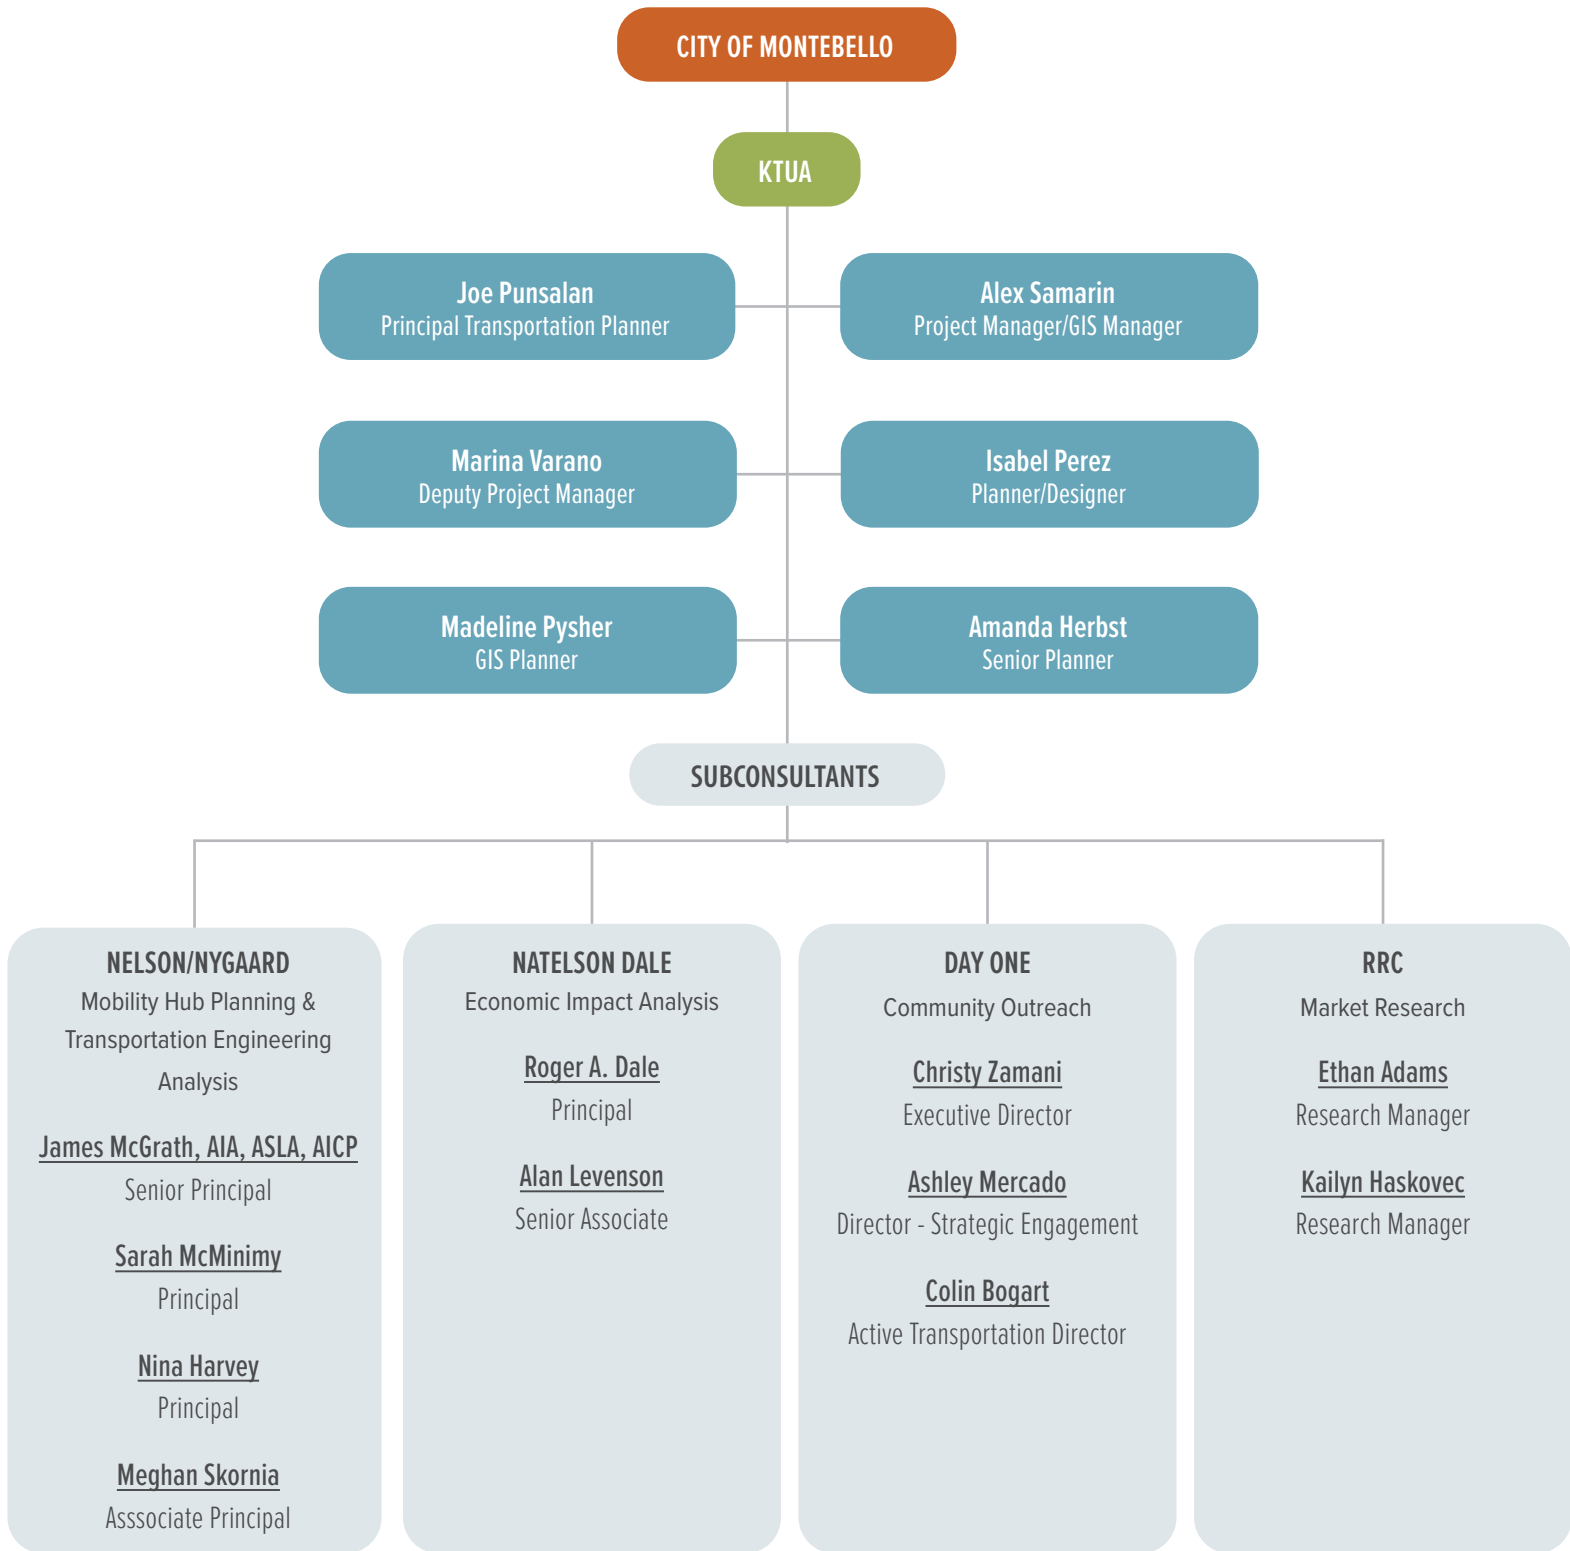 CITY OF MONTEBELLO
KTUA
Joe Punsalan
Principal Transportation Planner
Alex Samarin
Project Manager/GIS Manager
Marina Varano
Deputy Project Manager
Isabel Perez
Planner/Designer
Madeline Pysher
GIS Planner
Amanda Herbst
Senior Planner
SUBCONSULTANTS
NELSON/NYGAARD
Mobility Hub Planning &
Transportation Engineering
Analysis
James McGrath, AIA, ASLA, AICP
Senior Principal
Sarah McMinimy
Principal
Nina Harvey
Principal
Meghan Skornia
Asssociate Principal
NATELSON DALE
Economic Impact Analysis
Roger A. Dale
Principal
Alan Levenson
Senior Associate
DAY ONE
Community Outreach
Christy Zamani
Executive Director
Ashley Mercado
Director - Strategic Engagement
Colin Bogart
Active Transportation Director
RRC
Market Research
Ethan Adams
Research Manager
Kailyn Haskovec
Research Manager